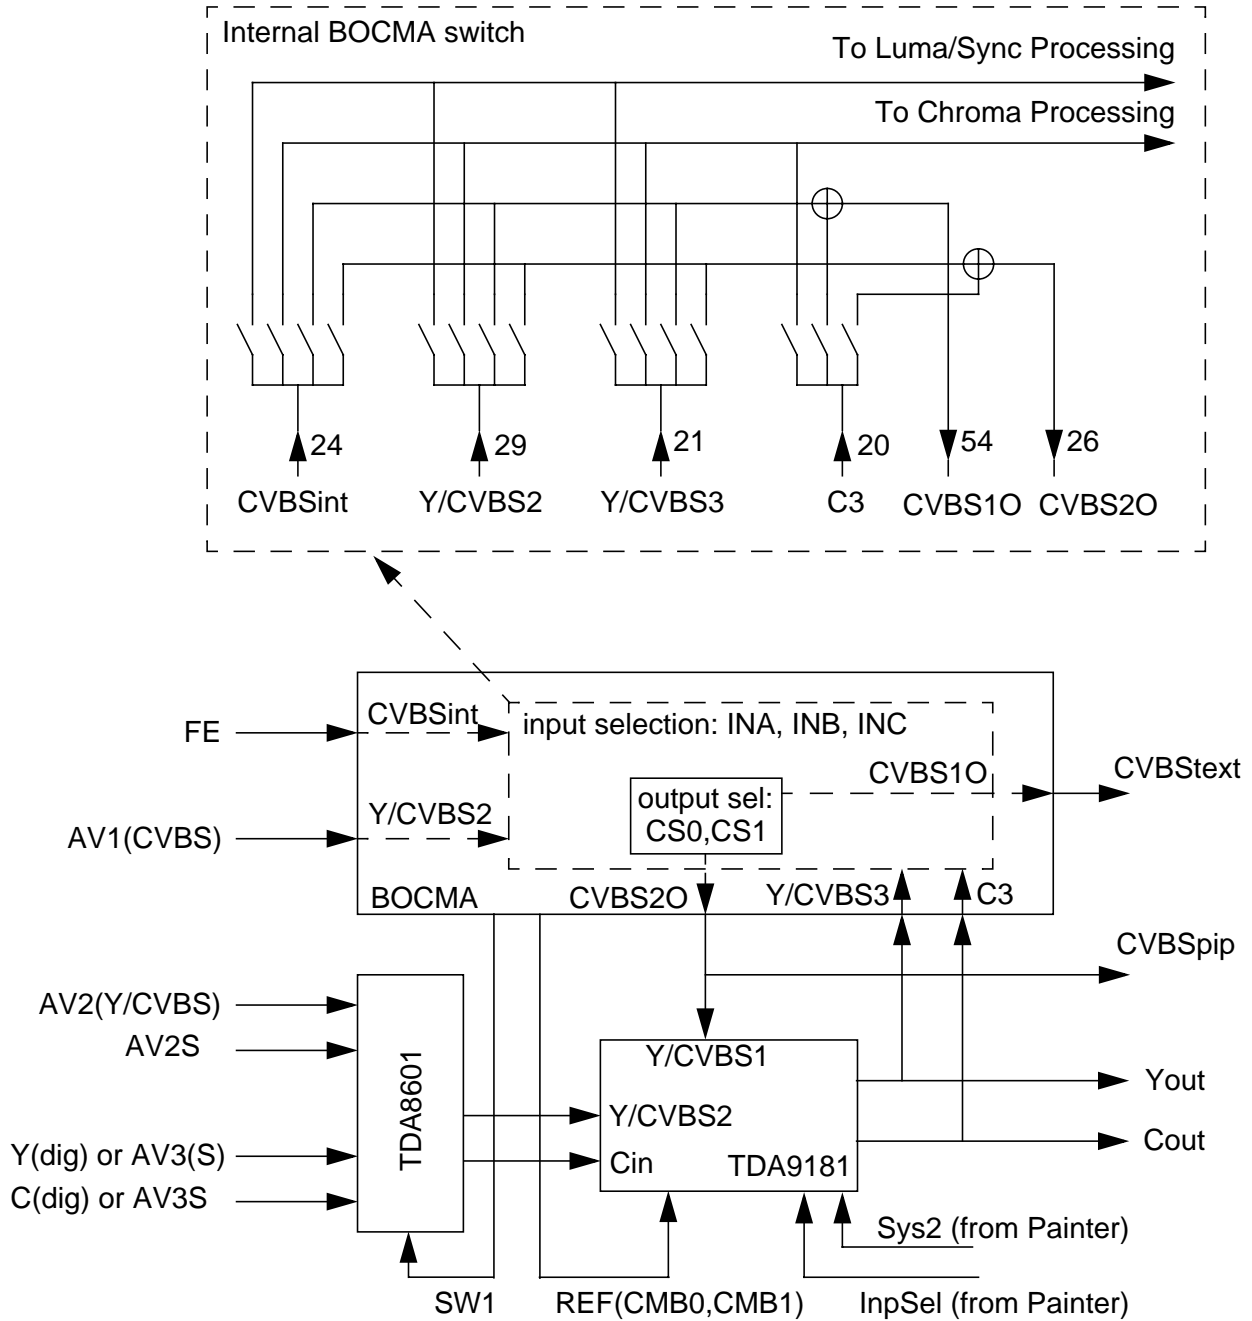 Internal BOCMA switch
To Luma/Sync Processing
To Chroma Processing
24
29
21
20
54
26
CVBSint
Y/CVBS2
Y/CVBS3
C3
CVBS1O
CVBS2O
FE
CVBSint
input selection: INA, INB, INC
CVBS1O
CVBStext
output sel:
CS0,CS1
AV1(CVBS)
Y/CVBS2
BOCMA
CVBS2O
Y/CVBS3
C3
CVBSpip
AV2(Y/CVBS)
AV2S
TDA8601
Y/CVBS1
Yout
Y/CVBS2
Cout
Y(dig) or AV3(S)
Cin
TDA9181
C(dig) or AV3S
Sys2 (from Painter)
SW1
REF(CMB0,CMB1)
InpSel (from Painter)